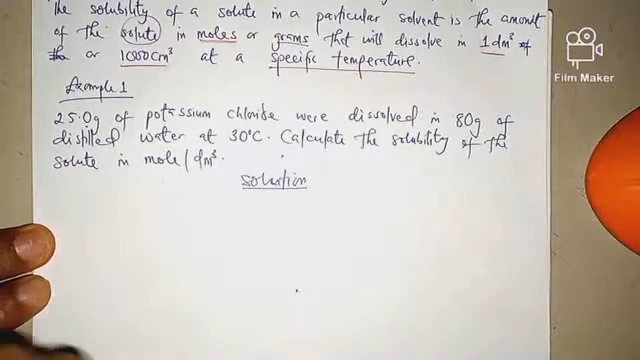 the solubility of a solute in a particular solvent is the amount
of the solute in moles or grams that will dissolve in 1dm³ of
the or 1000cm³ at a specific temperature.
Example 1
25.0g of potassium chloride were dissolved in 80g of
distilled water at 30°C. Calculate the solubility of the
solute in mole/dm³.
solution
Film Maker